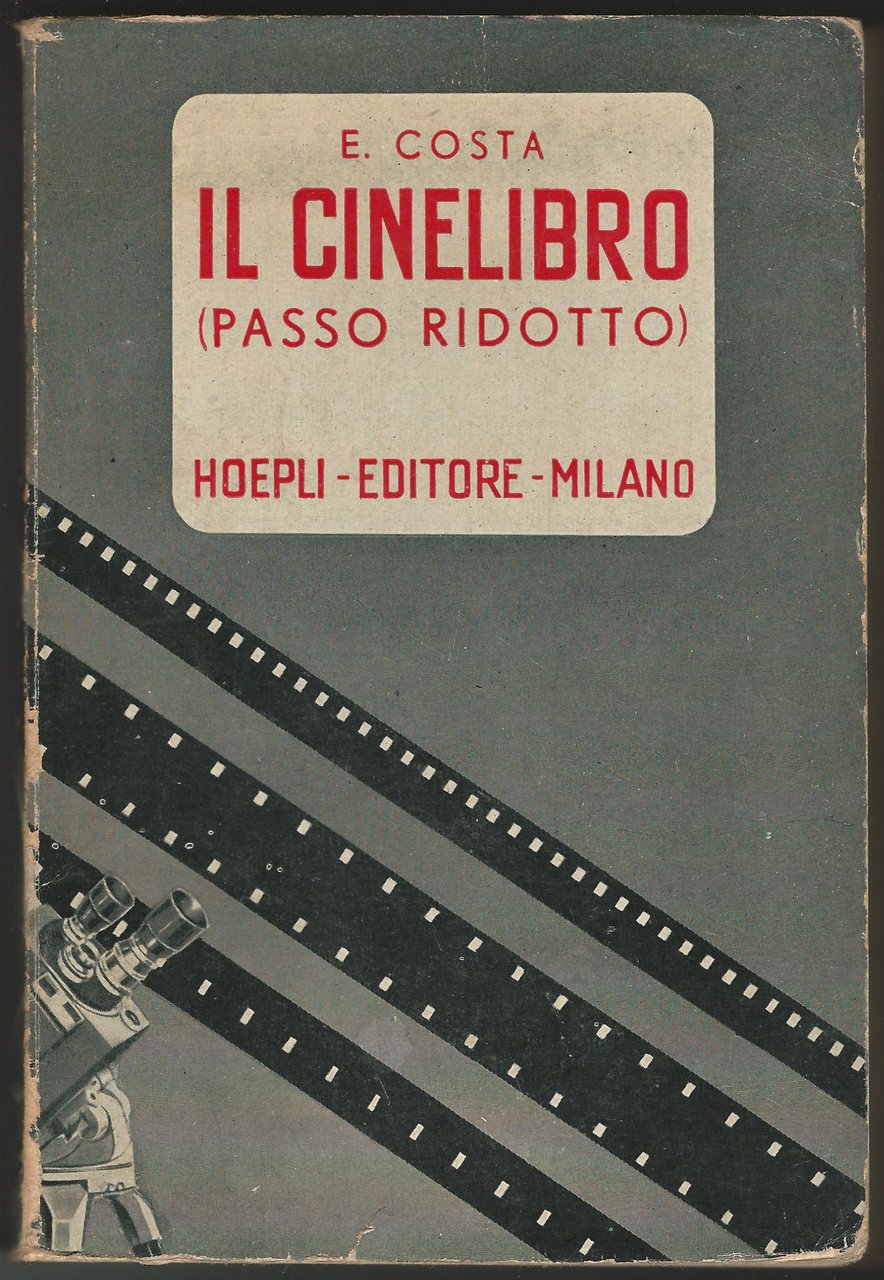 E. COSTA
IL CINELIBRO
(PASSO RIDOTTO)
HOEPLI-EDITORE-MILANO